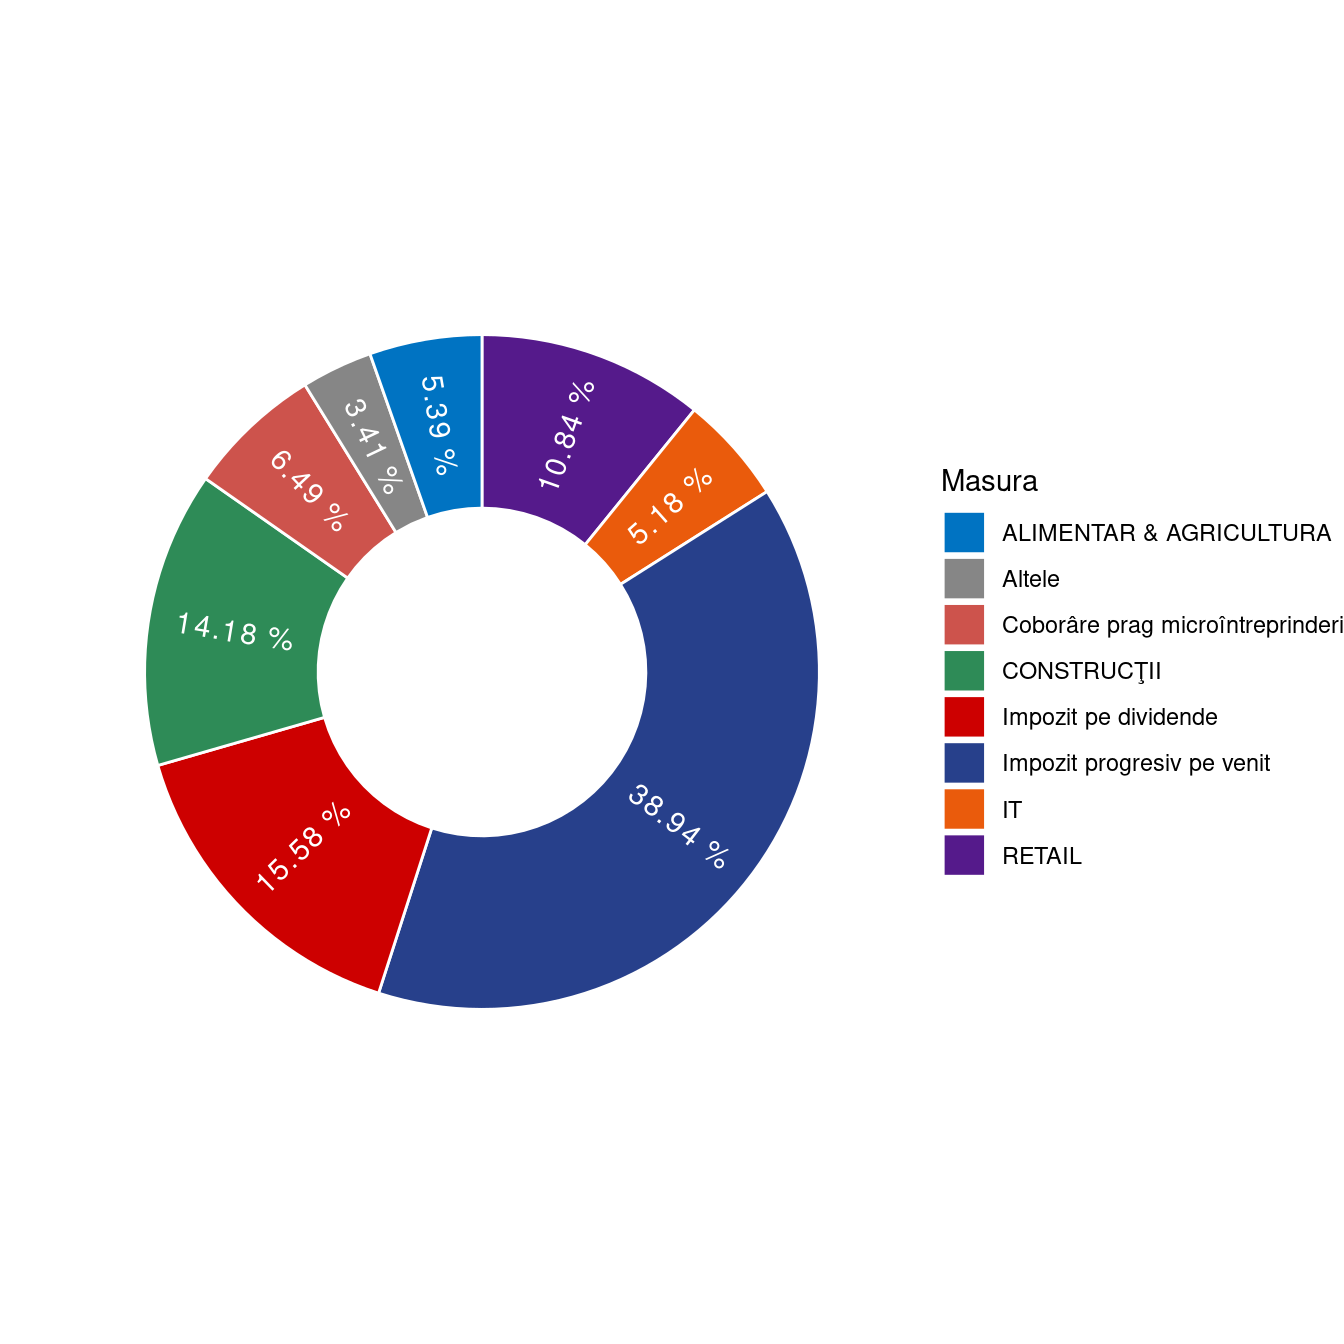 10.84 %
5.18 %
38.94 %
15.58 %
14.18 %
6.49 %
3.41 %
5.39 %
Masura
ALIMENTAR & AGRICULTURA
Altele
Coborâre prag microîntreprinderi
CONSTRUCŢII
Impozit pe dividende
Impozit progresiv pe venit
IT
RETAIL